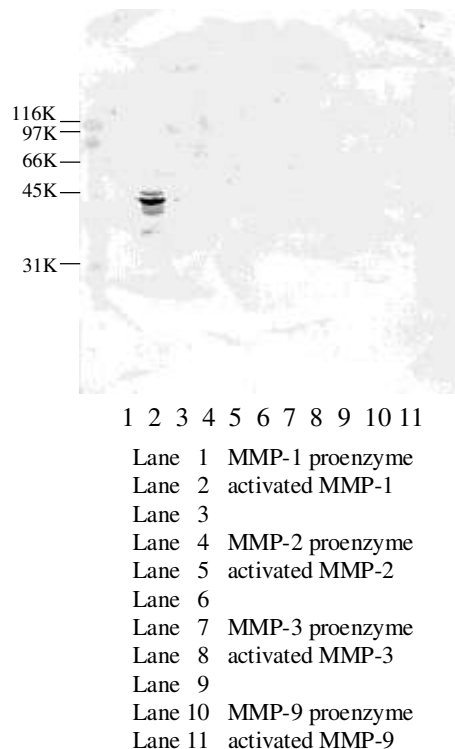 116K
97K
66K
45K
31K
1 2 3 4 5 6 7 8 9 10 11
Lane 1 MMP-1 proenzyme
Lane 2 activated MMP-1
Lane 3
Lane 4 MMP-2 proenzyme
Lane 5 activated MMP-2
Lane 6
Lane 7 MMP-3 proenzyme
Lane 8 activated MMP-3
Lane 9
Lane 10 MMP-9 proenzyme
Lane 11 activated MMP-9